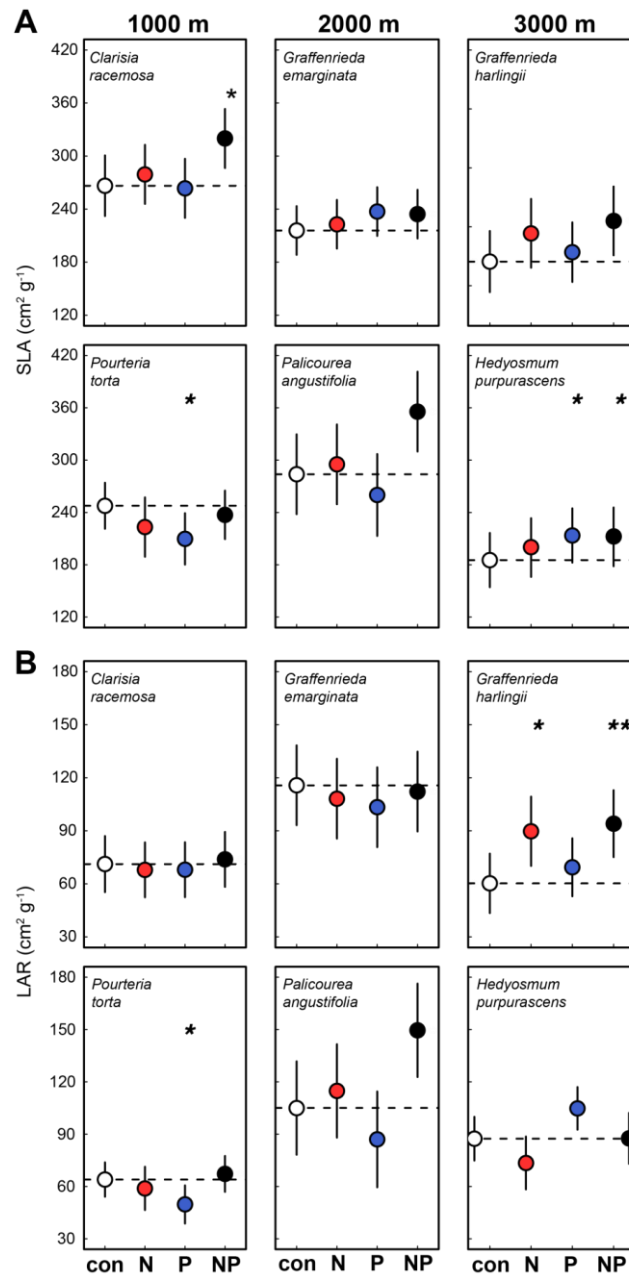 A 1000 m 2000 m 3000 m
420
360
300
240
180
120
Clarisia
racemosa
*
Graffenrieda
emarginata
Graffenrieda
harlingii
SLA (cm² g⁻¹)
420
360
300
240
180
120
Pourteria
torta
*
Palicourea
angustifolia
Hedyosmum
purpurascens
* *
B
180
150
120
90
60
30
Clarisia
racemosa
Graffenrieda
emarginata
Graffenrieda
harlingii
* **
LAR (cm² g⁻¹)
180
150
120
90
60
30
Pourteria
torta
*
Palicourea
angustifolia
Hedyosmum
purpurascens
con N P NP con N P NP con N P NP